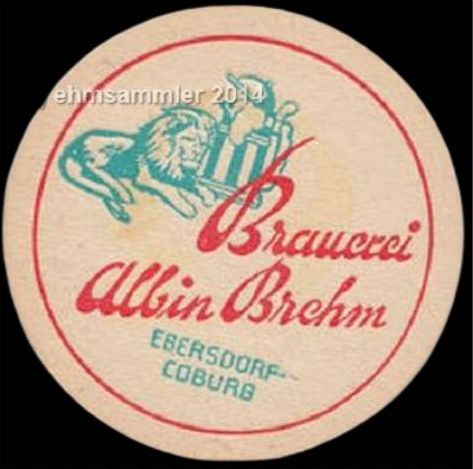 ehmsammler 2014
Brauerei
Albin Brehm
EBERSDORF-
COBURG